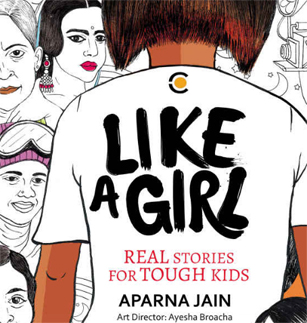 LIKE
A GIRL
REAL STORIES
FOR TOUGH KIDS
APARNA JAIN
Art Director: Ayesha Broacha